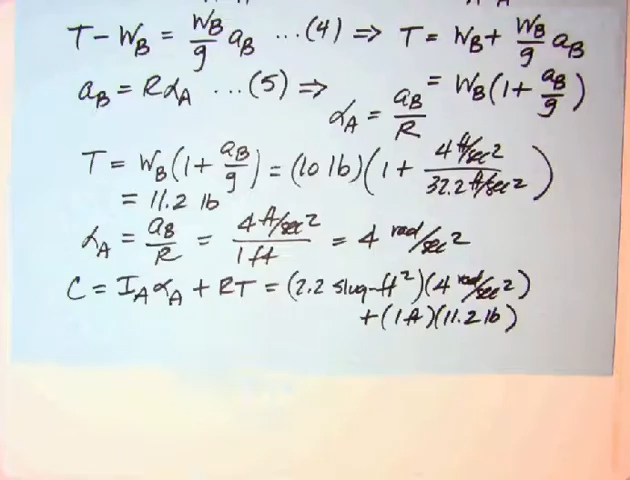 T - W_B = W_B/g a_B ...(4) ⇒ T = W_B + W_B/g a_B
a_B = Rα_A ...(5) ⇒ = W_B(1 + a_B/g)
α_A = a_B/R
T = W_B(1 + a_B/g) = (10 lb)(1 + 4 ft/sec²/32.2 ft/sec²)
= 11.2 lb
α_A = a_B/R = 4 ft/sec²/1 ft = 4 rad/sec²
C = I_A α_A + RT = (2.2 slug-ft²)(4 rad/sec²)
+ (1 ft)(11.2 lb)